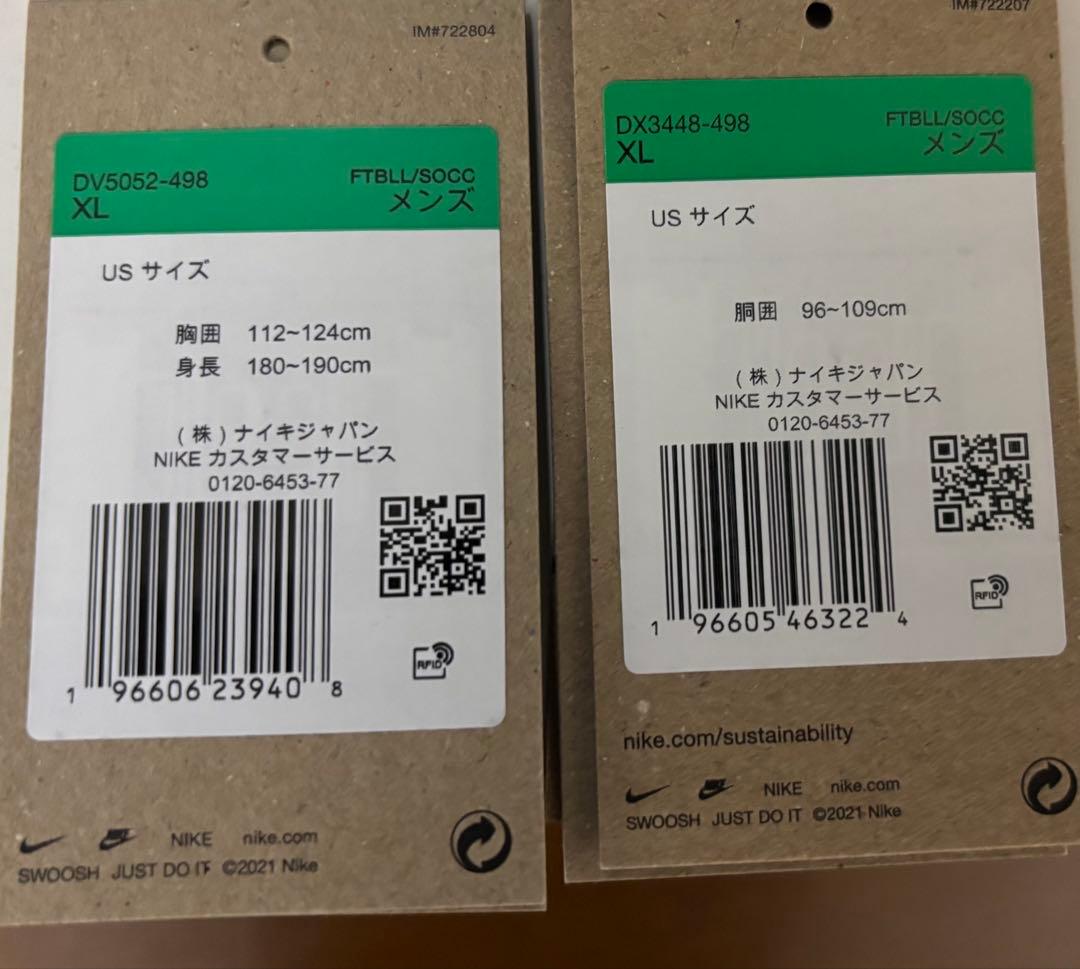 IM#722804
DV5052-498
FTBLL/SOCC
XL
メンズ
US サイズ
胸囲 112~124cm
身長 180~190cm
(株)ナイキジャパン
NIKE カスタマーサービス
0120-6453-77
1 96606 23940 8
RFID
NIKE nike.com
SWOOSH JUST DO IT ©2021 Nike
IM#722207
DX3448-498
FTBLL/SOCC
XL
メンズ
US サイズ
胴囲 96~109cm
(株)ナイキジャパン
NIKE カスタマーサービス
0120-6453-77
1 96605 46322 4
RFID
nike.com/sustainability
NIKE nike.com
SWOOSH JUST DO IT ©2021 Nike